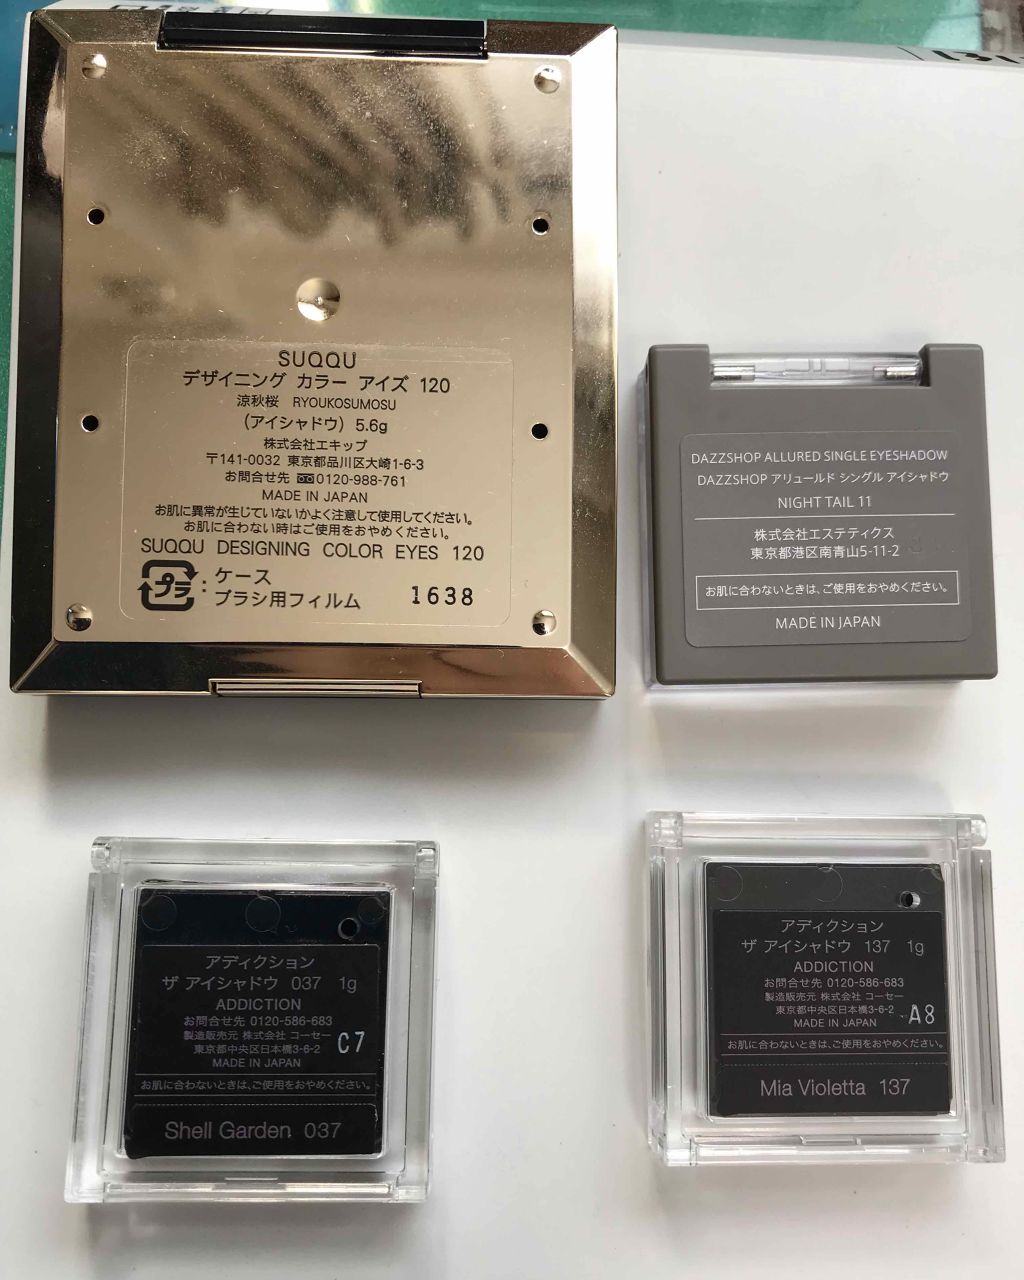 SUQQU
デザイニング カラー アイズ 120
涼秋桜 RYOUKOSUMOSU
(アイシャドウ) 5.6g
株式会社エキップ
〒141-0032 東京都品川区大崎1-6-3
お問合せ先 0120-988-761
MADE IN JAPAN
お肌に異常が生じていないかよく注意して使用してください。
お肌に合わない時はご使用をおやめください。
SUQQU DESIGNING COLOR EYES 120
プラ : ケース
ブラシ用フィルム 1638
DAZZSHOP ALLURED SINGLE EYESHADOW
DAZZSHOP アリュールド シングル アイシャドウ
NIGHT TAIL 11
株式会社エステティクス
東京都港区南青山5-11-2
お肌に合わないときは、ご使用をおやめください。
MADE IN JAPAN
アディクション
ザ アイシャドウ 037 1g
ADDICTION
お問合せ先 0120-586-683
製造販売元 株式会社 コーセー
東京都中央区日本橋3-6-2
MADE IN JAPAN
C7
お肌に合わないときは、ご使用をおやめください。
Shell Garden 037
アディクション
ザ アイシャドウ 137 1g
ADDICTION
お問合せ先 0120-586-683
製造販売元 株式会社 コーセー
東京都中央区日本橋3-6-2
MADE IN JAPAN
A8
お肌に合わないときは、ご使用をおやめください。
Mia Violetta 137